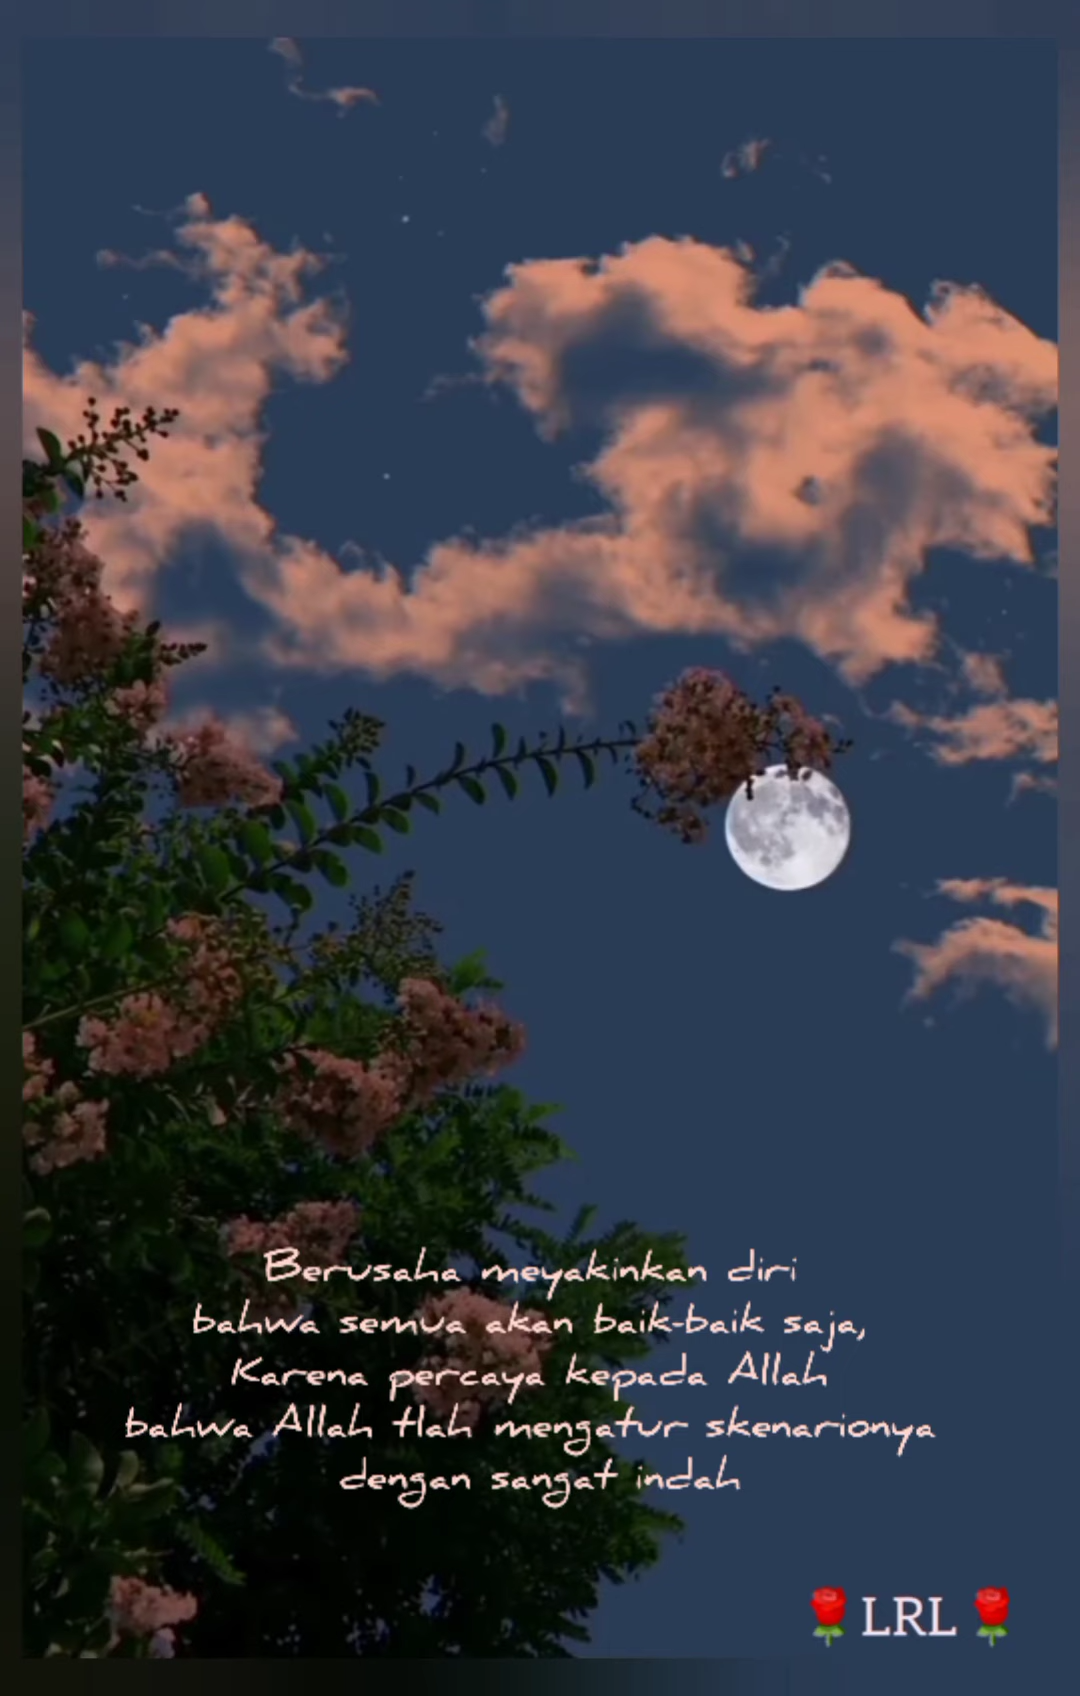 Berusaha meyakinkan diri
bahwa semua akan baik-baik saja,
Karena percaya kepada Allah
bahwa Allah tlah mengatur skenarionya
dengan sangat indah
🌹LRL🌹